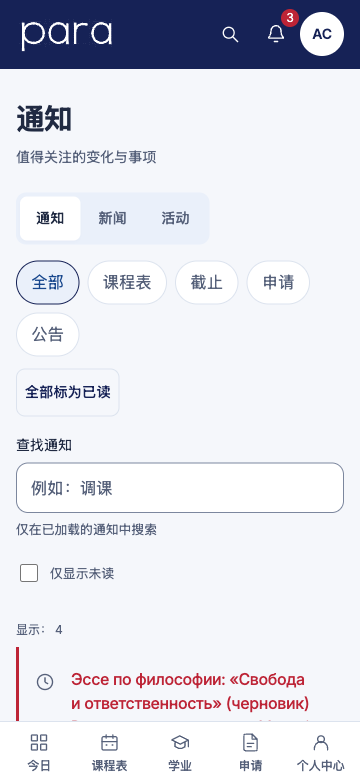 para
3
AC
通知
值得关注的变化与事项
通知 新闻 活动
全部 课程表 截止 申请
公告
全部标为已读
查找通知
例如：调课
仅在已加载的通知中搜索
仅显示未读
显示： 4
Эссе по философии: «Свобода
и ответственность» (черновик)
今日 课程表 学业 申请 个人中心